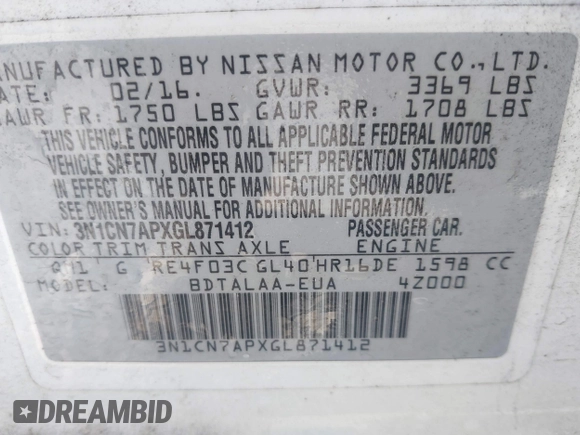 ANUFACTURED BY NISSAN MOTOR CO., LTD.
ATE: 02/16. GVWR: 3369 LBS
GAWR FR: 1750 LBS GAWR RR: 1708 LBS
THIS VEHICLE CONFORMS TO ALL APPLICABLE FEDERAL MOTOR
VEHICLE SAFETY, BUMPER AND THEFT PREVENTION STANDARDS
IN EFFECT ON THE DATE OF MANUFACTURE SHOWN ABOVE.
SEE OWNER'S MANUAL FOR ADDITIONAL INFORMATION.
VIN: 3N1CN7APXGL871412 PASSENGER CAR.
COLOR TRIM TRANS AXLE ENGINE
QM1 G RE4F03C GL40 HR16DE 1598 CC
MODEL: BDTALAA-EUA 4Z000
3N1CN7APXGL871412
DREAMBID